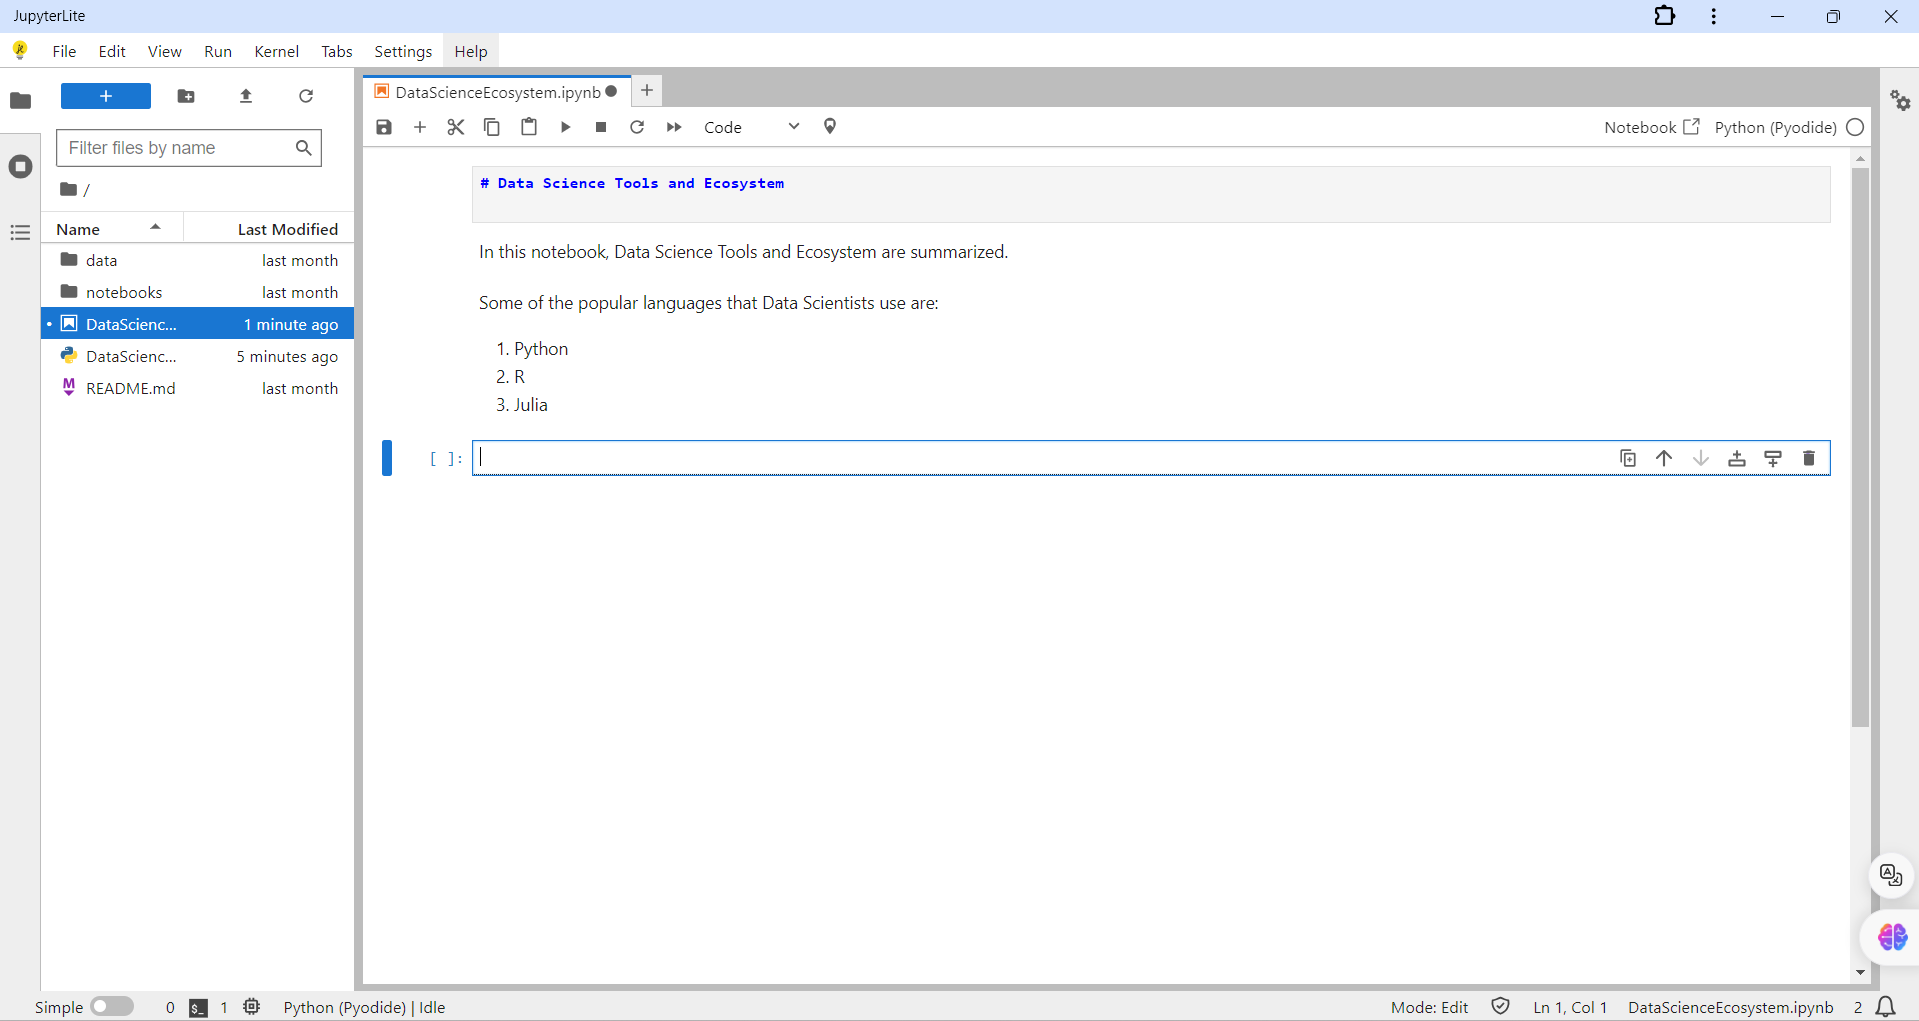 JupyterLite
File Edit View Run Kernel Tabs Settings Help
Filter files by name
/
Name Last Modified
data last month
notebooks last month
DataScienc... 1 minute ago
DataScienc... 5 minutes ago
README.md last month
DataScienceEcosystem.ipynb
Code
Notebook Python (Pyodide)
# Data Science Tools and Ecosystem
In this notebook, Data Science Tools and Ecosystem are summarized.
Some of the popular languages that Data Scientists use are:
1. Python
2. R
3. Julia
[ ]:
Simple 0 $_ 1 Python (Pyodide) | Idle
Mode: Edit Ln 1, Col 1 DataScienceEcosystem.ipynb 2